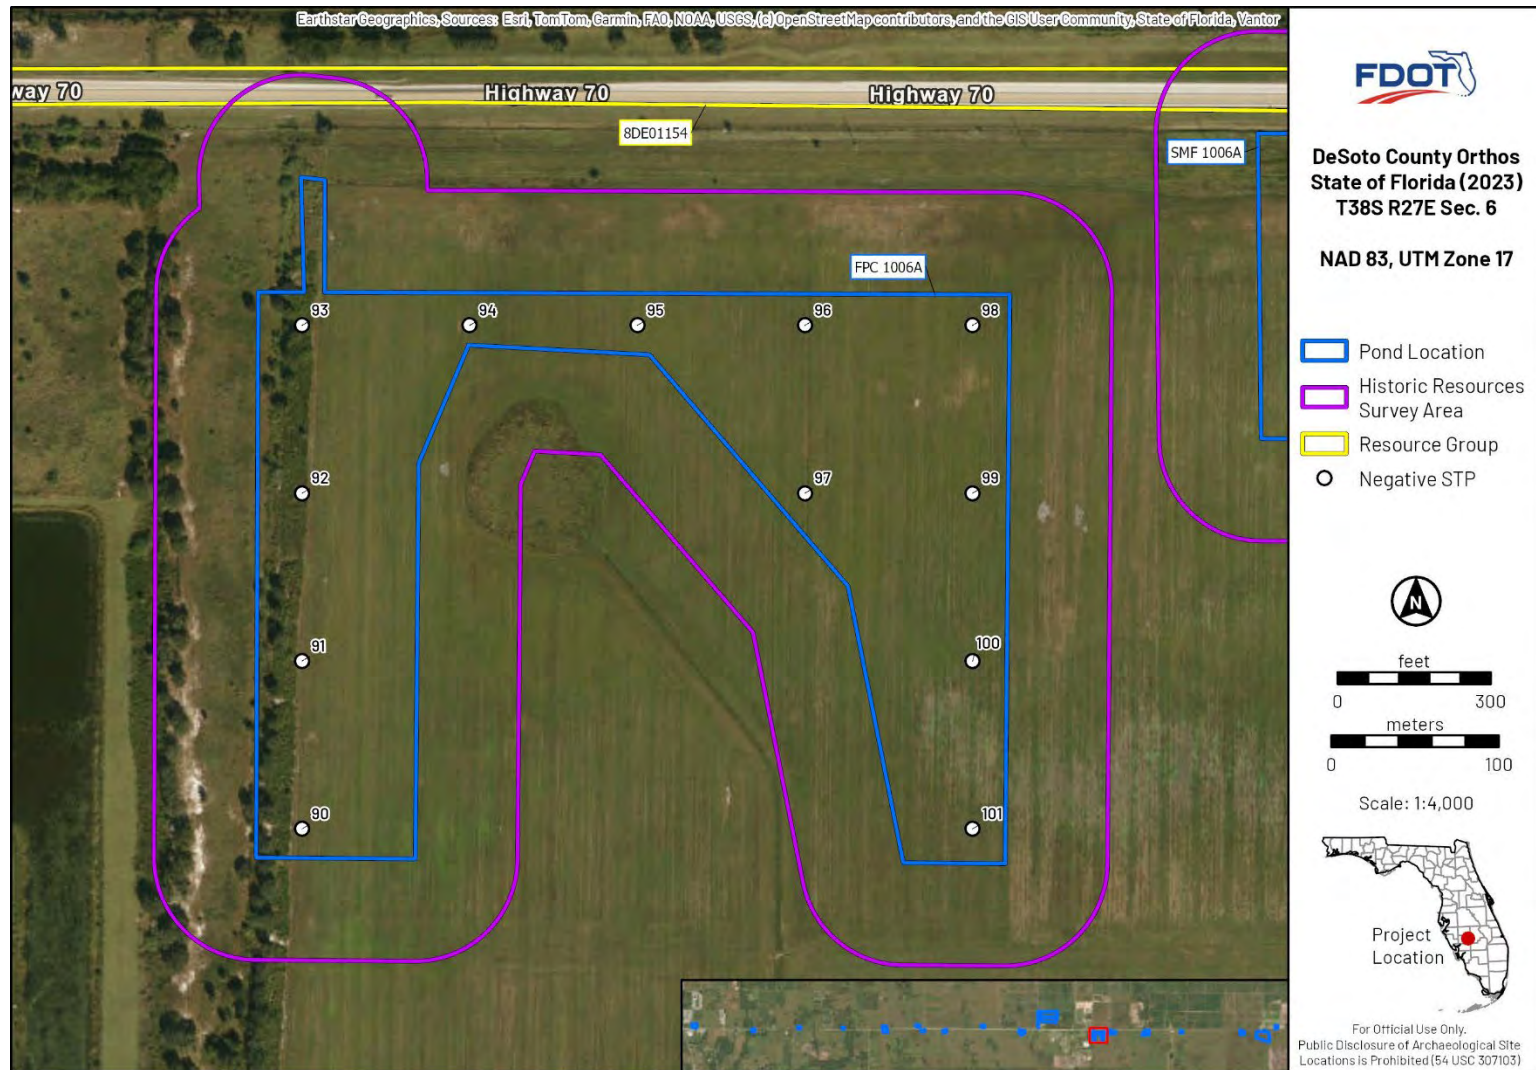 Earthstar Geographics, Sources: Esri, TomTom, Garmin, FAO, NOAA, USGS, (c) OpenStreetMap contributors, and the GIS User Community, State of Florida, Vantor
way 70
Highway 70
Highway 70
8DE01154
SMF 1006A
FPC 1006A
93
94
95
96
98
92
97
99
91
100
90
101
FDOT
DeSoto County Orthos
State of Florida (2023)
T38S R27E Sec. 6
NAD 83, UTM Zone 17
Pond Location
Historic Resources
Survey Area
Resource Group
Negative STP
N
feet
0 300
meters
0 100
Scale: 1:4,000
Project
Location
For Official Use Only.
Public Disclosure of Archaeological Site
Locations is Prohibited (54 USC 307103)